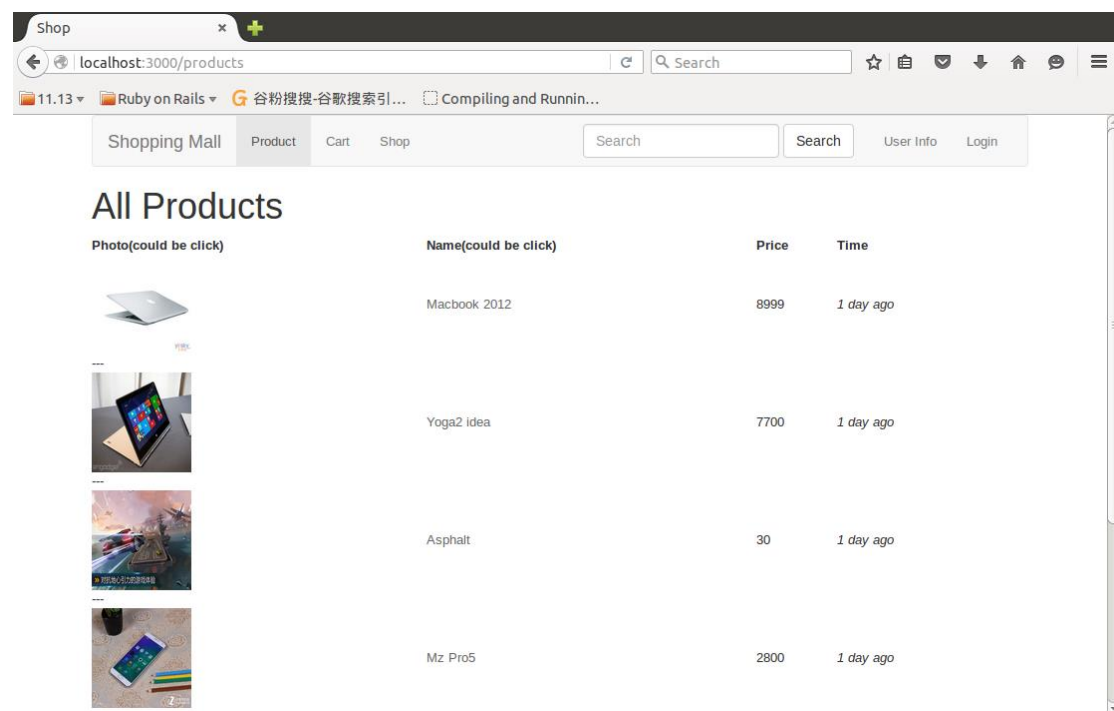 Shop
localhost:3000/products
Search
11.13
Ruby on Rails
谷粉搜搜-谷歌搜索引...
Compiling and Runnin...
Shopping Mall Product Cart Shop Search Search User Info Login
All Products
Photo(could be click) Name(could be click) Price Time
Macbook 2012 8999 1 day ago
---
Yoga2 idea 7700 1 day ago
engadget
---
Asphalt 30 1 day ago
---
Mz Pro5 2800 1 day ago